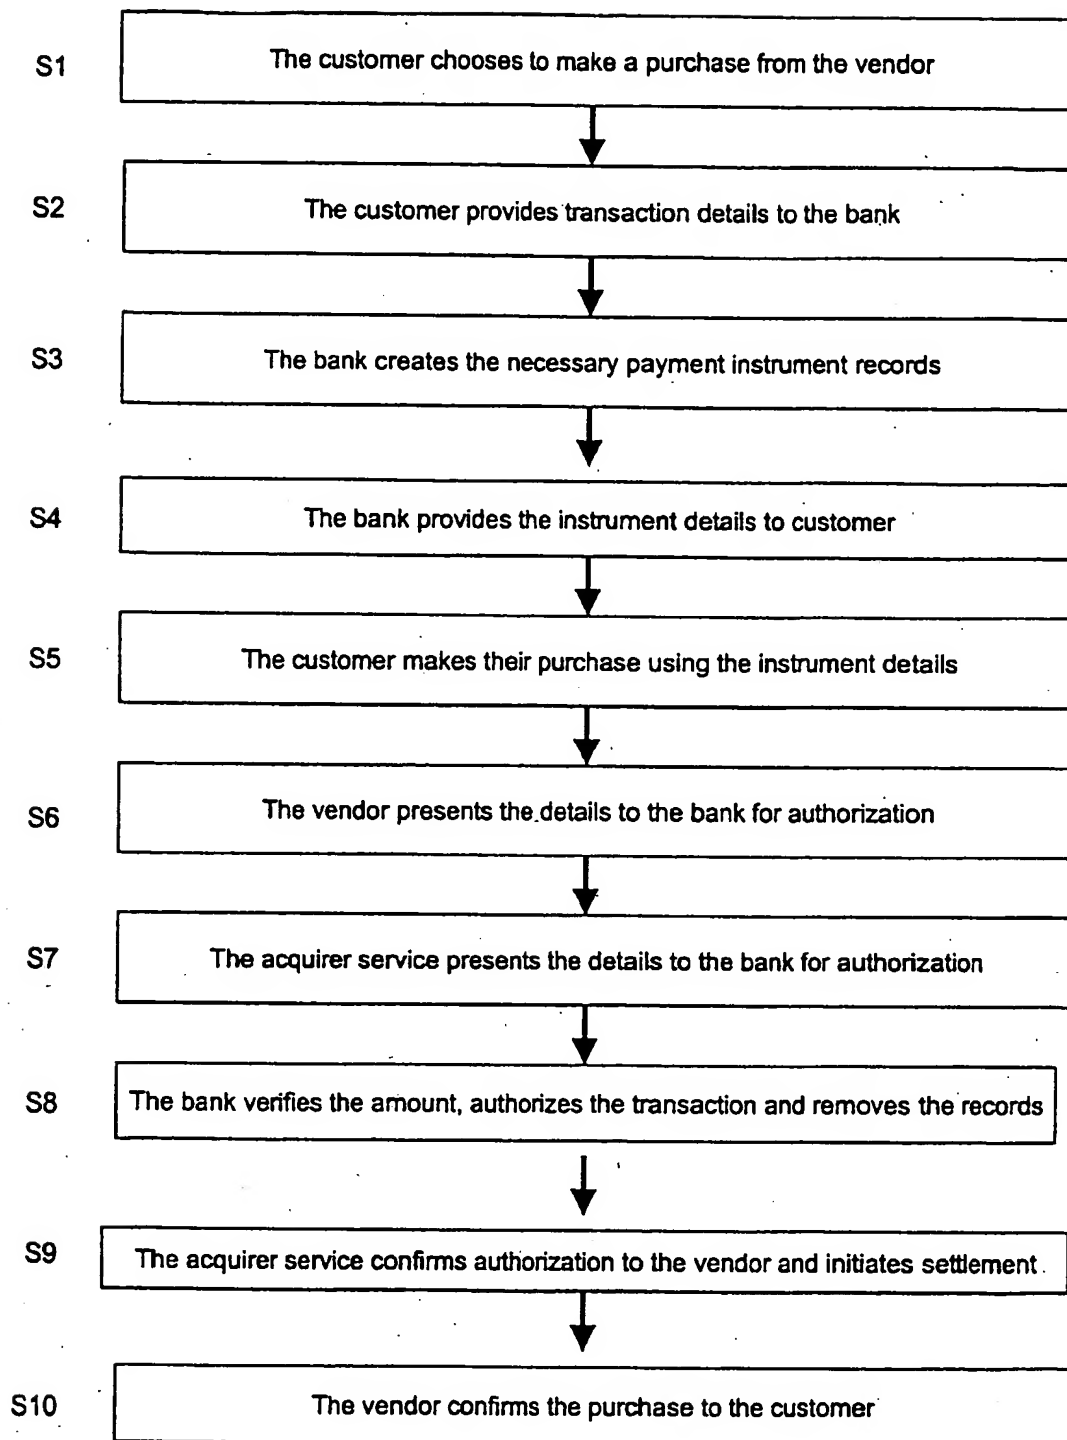 S1 The customer chooses to make a purchase from the vendor
S2 The customer provides transaction details to the bank
S3 The bank creates the necessary payment instrument records
S4 The bank provides the instrument details to customer
S5 The customer makes their purchase using the instrument details
S6 The vendor presents the details to the bank for authorization
S7 The acquirer service presents the details to the bank for authorization
S8 The bank verifies the amount, authorizes the transaction and removes the records
S9 The acquirer service confirms authorization to the vendor and initiates settlement
S10 The vendor confirms the purchase to the customer